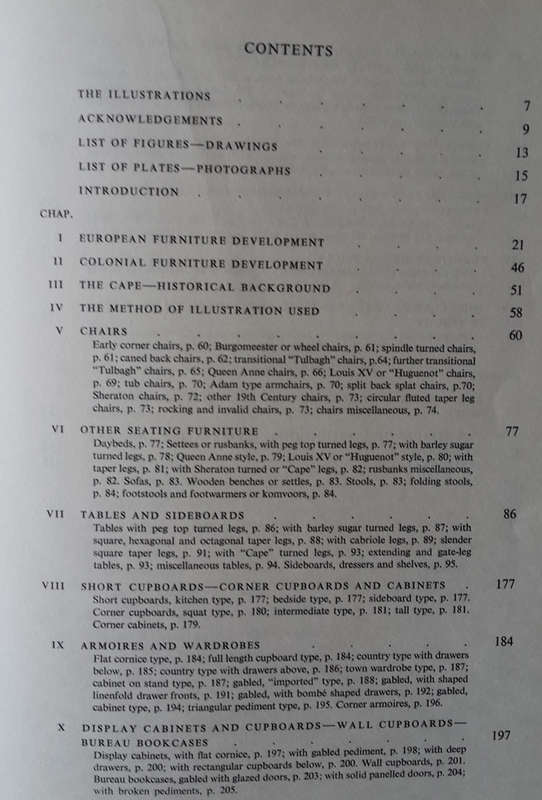 CONTENTS
THE ILLUSTRATIONS . . . . . . . 7
ACKNOWLEDGEMENTS . . . . . . . 9
LIST OF FIGURES—DRAWINGS . . . . . 13
LIST OF PLATES—PHOTOGRAPHS . . . . 15
INTRODUCTION . . . . . . . . 17
CHAP.
I EUROPEAN FURNITURE DEVELOPMENT . . . . 21
II COLONIAL FURNITURE DEVELOPMENT . . . . 46
III THE CAPE—HISTORICAL BACKGROUND . . . . 51
IV THE METHOD OF ILLUSTRATION USED . . . . 58
V CHAIRS . . . . . . . . . 60
Early corner chairs, p. 60; Burgomeester or wheel chairs, p. 61; spindle turned chairs,
p. 61; caned back chairs, p. 62; transitional "Tulbagh" chairs, p.64; further transitional
"Tulbagh" chairs, p. 65; Queen Anne chairs, p. 66; Louis XV or "Huguenot" chairs,
p. 69; tub chairs, p. 70; Adam type armchairs, p. 70; split back splat chairs, p.70;
Sheraton chairs, p. 72; other 19th Century chairs, p. 73; circular fluted taper leg
chairs, p. 73; rocking and invalid chairs, p. 73; chairs miscellaneous, p. 74.
VI OTHER SEATING FURNITURE . . . . . . 77
Daybeds, p. 77; Settees or rusbanks, with peg top turned legs, p. 77; with barley sugar
turned legs, p. 78; Queen Anne style, p. 79; Louis XV or "Huguenot" style, p. 80; with
taper legs, p. 81; with Sheraton turned or "Cape" legs, p. 82; rusbanks miscellaneous,
p. 82. Sofas, p. 83. Wooden benches or settles, p. 83. Stools, p. 83; folding stools,
p. 84; footstools and footwarmers or komvoors, p. 84.
VII TABLES AND SIDEBOARDS . . . . . . 86
Tables with peg top turned legs, p. 86; with barley sugar turned legs, p. 87; with
square, hexagonal and octagonal taper legs, p. 88; with cabriole legs, p. 89; slender
square taper legs, p. 91; with "Cape" turned legs, p. 93; extending and gate-leg
tables, p. 93; miscellaneous tables, p. 94. Sideboards, dressers and shelves, p. 95.
VIII SHORT CUPBOARDS—CORNER CUPBOARDS AND CABINETS . 177
Short cupboards, kitchen type, p. 177; bedside type, p. 177; sideboard type, p. 177.
Corner cupboards, squat type, p. 180; intermediate type, p. 181; tall type, p. 181.
Corner cabinets, p. 179.
IX ARMOIRES AND WARDROBES . . . . . 184
Flat cornice type, p. 184; full length cupboard type, p. 184; country type with drawers
below, p. 185; country type with drawers above, p. 186; town wardrobe type, p. 187;
cabinet on stand type, p. 187; gabled, "imported" type, p. 188; gabled, with shaped
linenfold drawer fronts, p. 191; gabled, with bombé shaped drawers, p. 192; gabled,
cabinet type, p. 194; triangular pediment type, p. 195. Corner armoires, p. 196.
X DISPLAY CABINETS AND CUPBOARDS—WALL CUPBOARDS—
BUREAU BOOKCASES . . . . . . . 197
Display cabinets, with flat cornice, p. 197; with gabled pediment, p. 198; with deep
drawers, p. 200; with rectangular cupboards below, p. 200. Wall cupboards, p. 201.
Bureau bookcases, gabled with glazed doors, p. 203; with solid panelled doors, p. 204;
with broken pediments, p. 205.